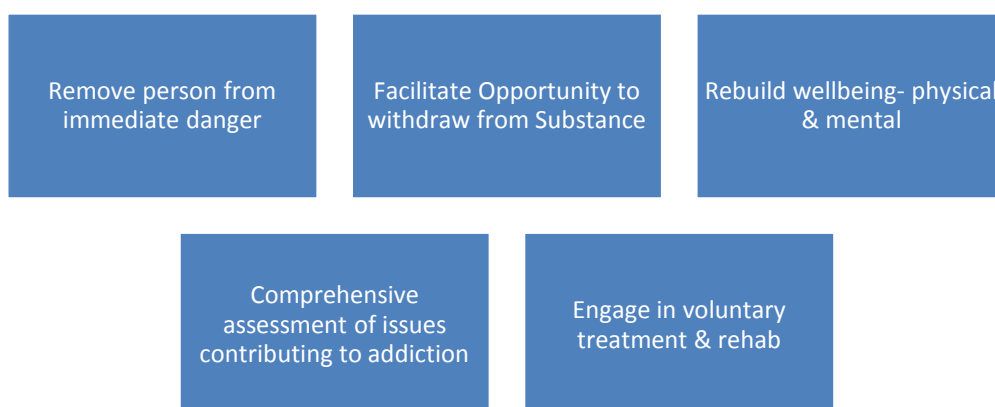 Remove person from
immediate danger
Facilitate Opportunity to
withdraw from Substance
Rebuild wellbeing- physical
& mental
Comprehensive
assessment of issues
contributing to addiction
Engage in voluntary
treatment & rehab